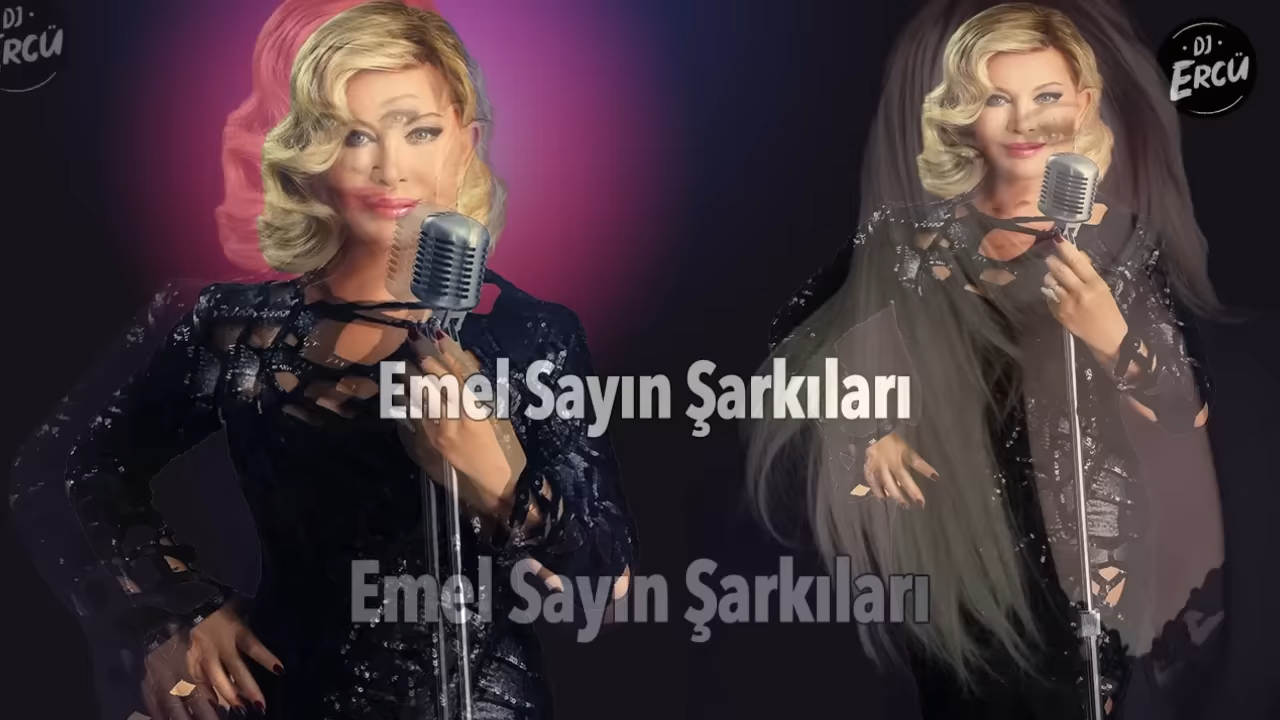 DJ
ERCÜ
DJ
ERCÜ
Emel Sayın Şarkıları
Emel Sayın Şarkıları